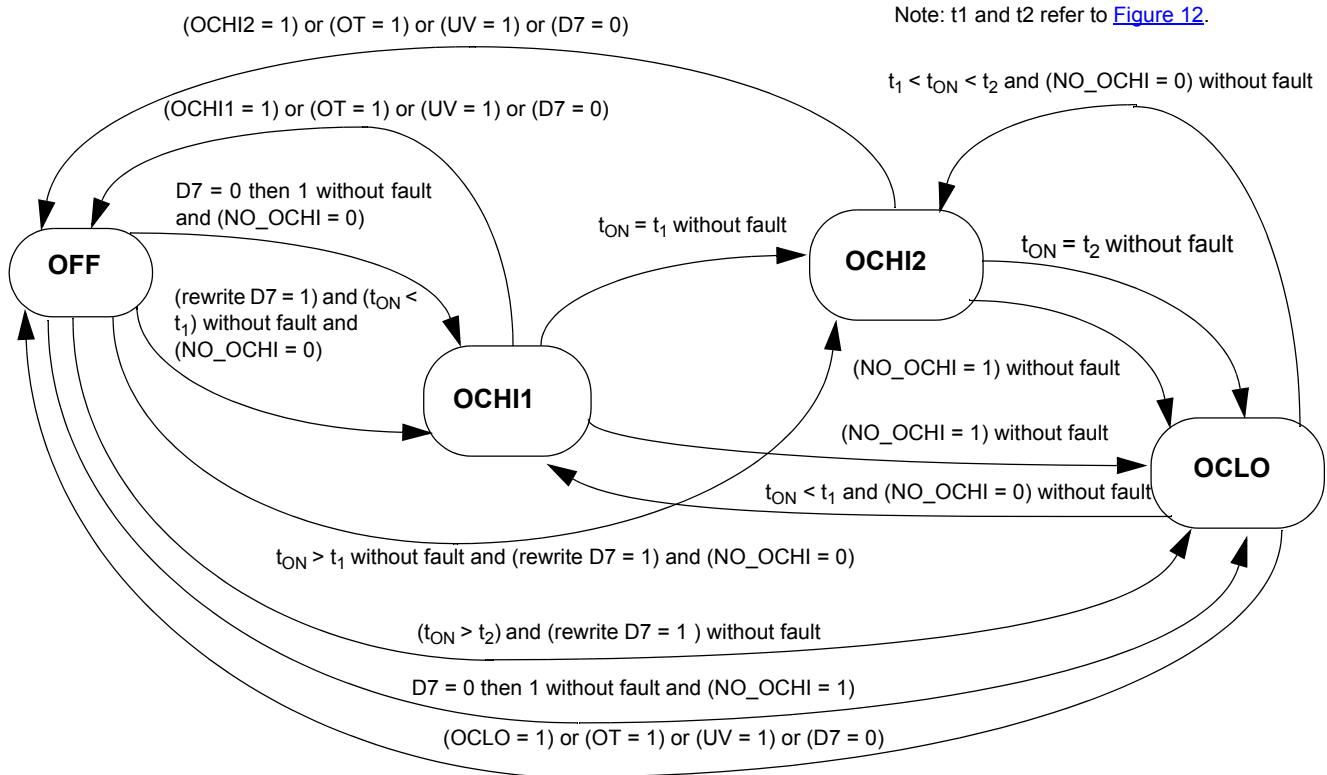 Note: t1 and t2 refer to Figure 12.
(OCHI2 = 1) or (OT = 1) or (UV = 1) or (D7 = 0)
t1 < tON < t2 and (NO_OCHI = 0) without fault
(OCHI1 = 1) or (OT = 1) or (UV = 1) or (D7 = 0)
D7 = 0 then 1 without fault
and (NO_OCHI = 0)
tON = t1 without fault
tON = t2 without fault
OFF
OCHI2
(rewrite D7 = 1) and (tON <
t1) without fault and
(NO_OCHI = 0)
(NO_OCHI = 1) without fault
OCHI1
(NO_OCHI = 1) without fault
OCLO
tON < t1 and (NO_OCHI = 0) without fault
tON > t1 without fault and (rewrite D7 = 1) and (NO_OCHI = 0)
(tON > t2) and (rewrite D7 = 1 ) without fault
D7 = 0 then 1 without fault and (NO_OCHI = 1)
(OCLO = 1) or (OT = 1) or (UV = 1) or (D7 = 0)